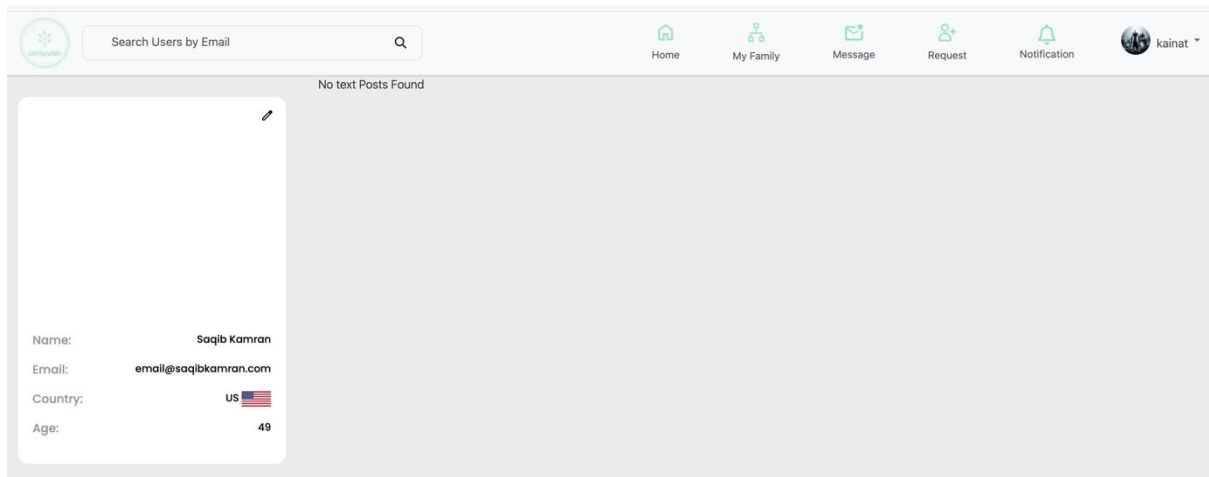 Search Users by Email
Home
My Family
Message
Request
Notification
kainat
No text Posts Found
Name: Saqib Kamran
Email: email@saqibkamran.com
Country: US
Age: 49